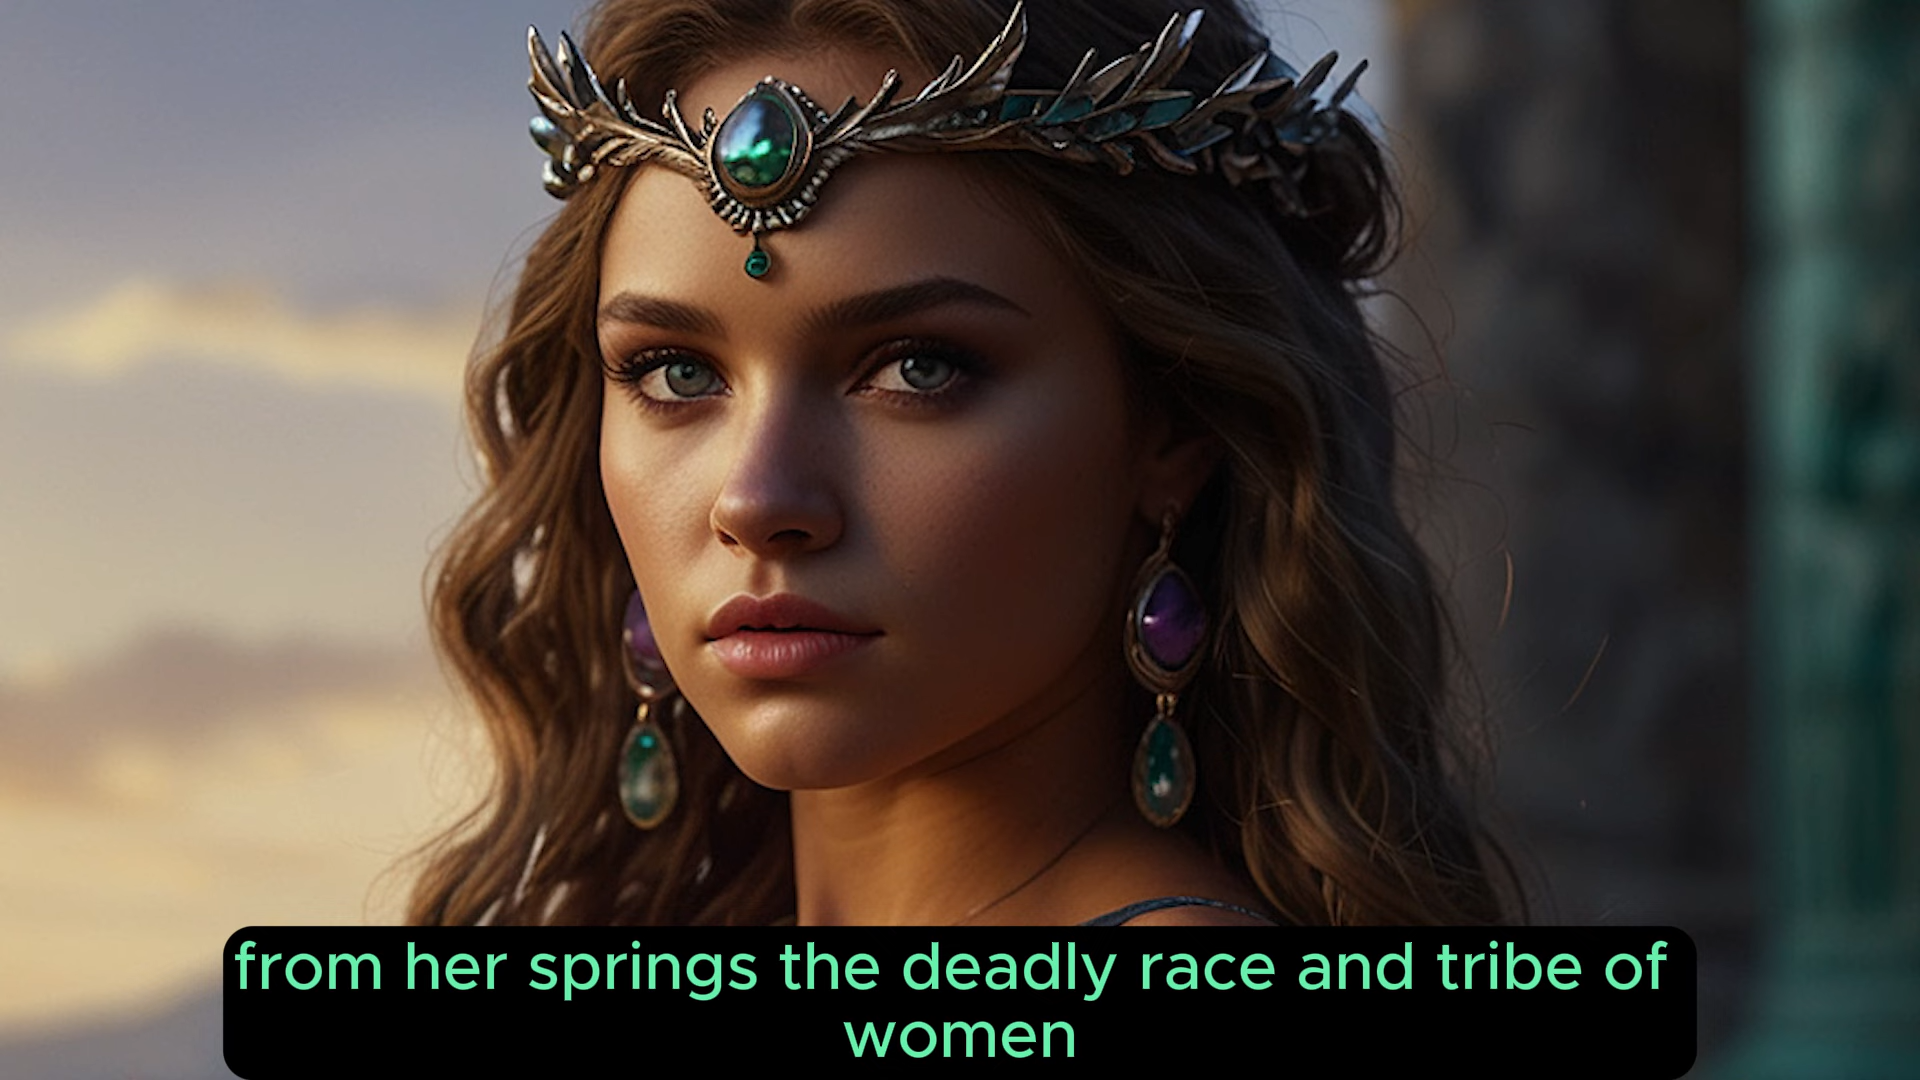 from her springs the deadly race and tribe of
women